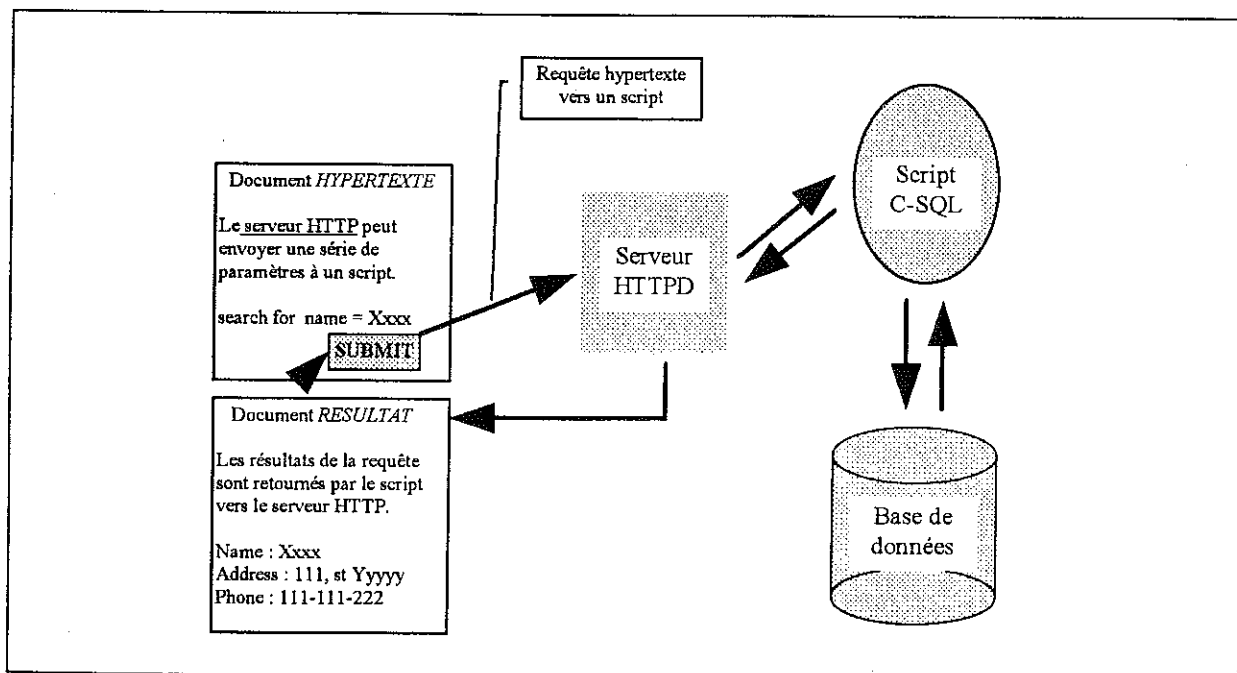 Requête hypertexte
vers un script
Document HYPERTEXTE
Le serveur HTTP peut
envoyer une série de
paramètres à un script.
search for name = Xxxx
SUBMIT
Serveur
HTTPD
Script
C-SQL
Document RESULTAT
Les résultats de la requête
sont retournés par le script
vers le serveur HTTP.
Name : Xxxx
Address : 111, st Yyyyy
Phone : 111-111-222
Base de
données